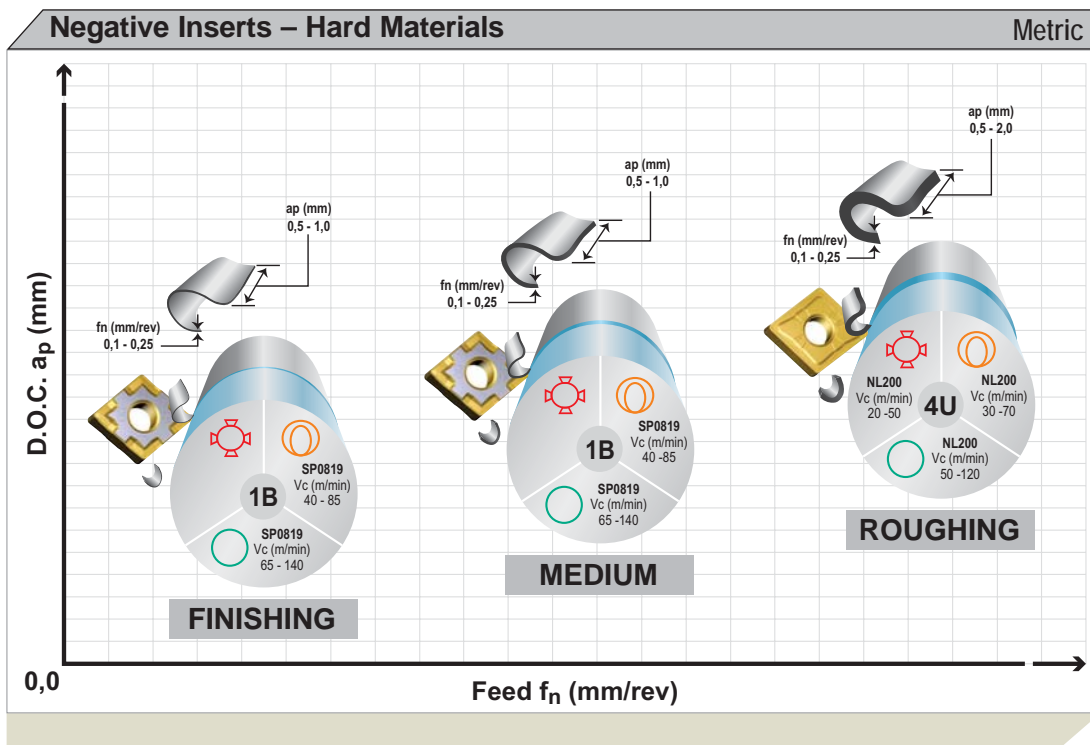 Negative Inserts – Hard Materials
Metric
D.O.C. ap (mm)
ap (mm)
0,5 - 1,0
fn (mm/rev)
0,1 - 0,25
1B
SP0819
Vc (m/min)
40 - 85
SP0819
Vc (m/min)
65 - 140
FINISHING
ap (mm)
0,5 - 1,0
fn (mm/rev)
0,1 - 0,25
SP0819
Vc (m/min)
40 -85
1B
SP0819
Vc (m/min)
65 -140
MEDIUM
ap (mm)
0,5 - 2,0
fn (mm/rev)
0,1 - 0,25
NL200
Vc (m/min)
20 -50
NL200
Vc (m/min)
30 -70
4U
NL200
Vc (m/min)
50 -120
ROUGHING
0,0
Feed fn (mm/rev)